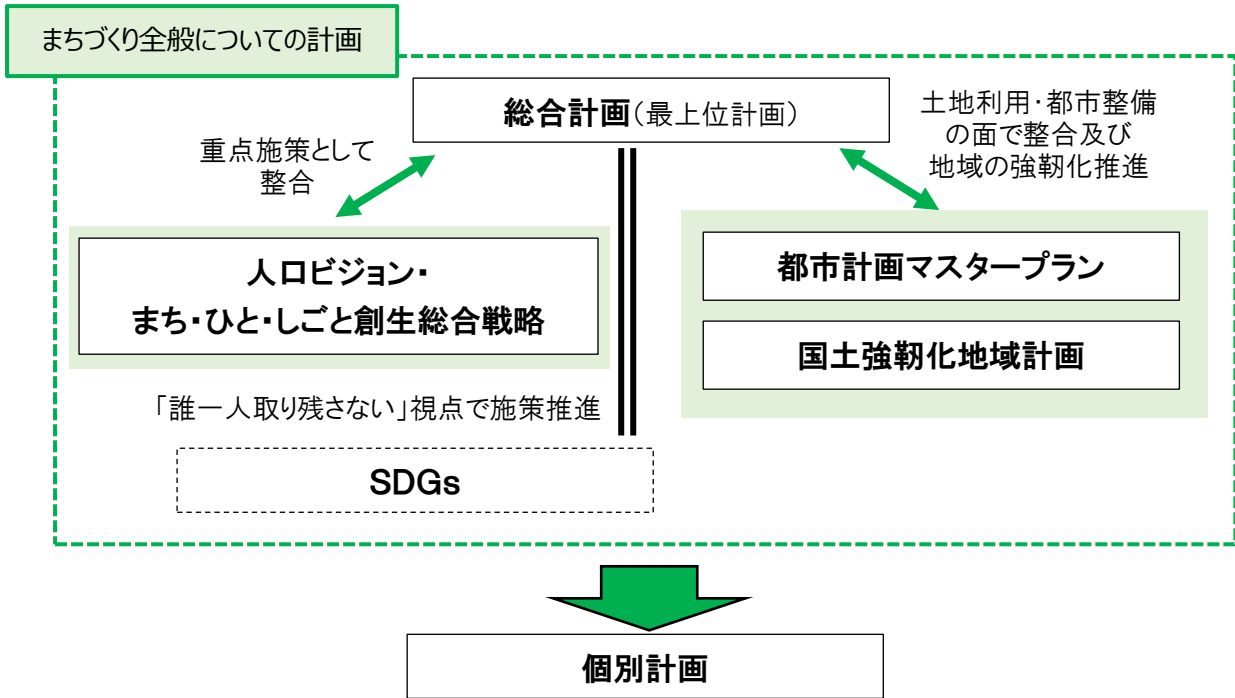 まちづくり全般についての計画
総合計画(最上位計画)
重点施策として
整合
土地利用・都市整備
の面で整合及び
地域の強靭化推進
人口ビジョン・
まち・ひと・しごと創生総合戦略
都市計画マスタープラン
国土強靭化地域計画
「誰一人取り残さない」視点で施策推進
SDGs
個別計画